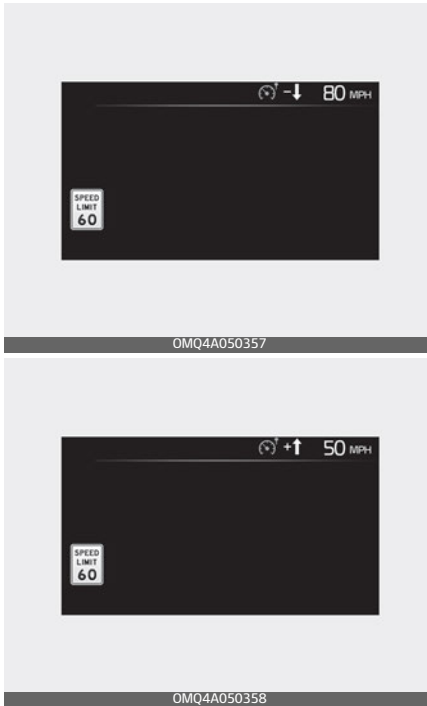 −⬇ 80 MPH
SPEED
LIMIT
60
OMQ4A050357
+⬆ 50 MPH
SPEED
LIMIT
60
OMQ4A050358